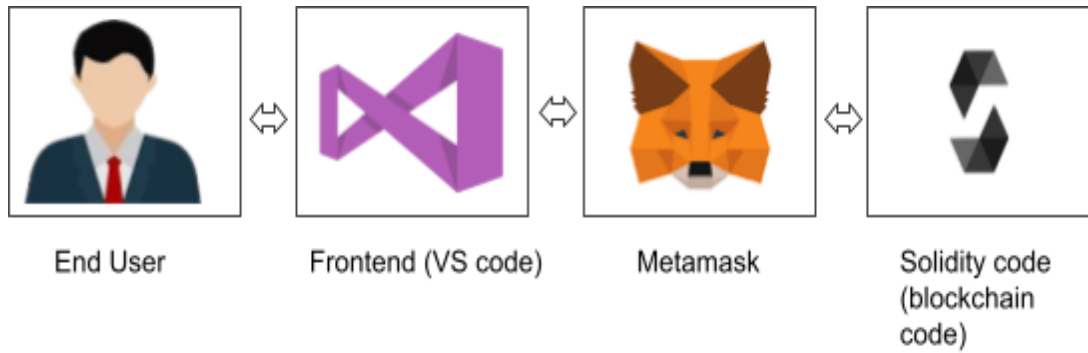 End User
Frontend (VS code)
Metamask
Solidity code
(blockchain
code)